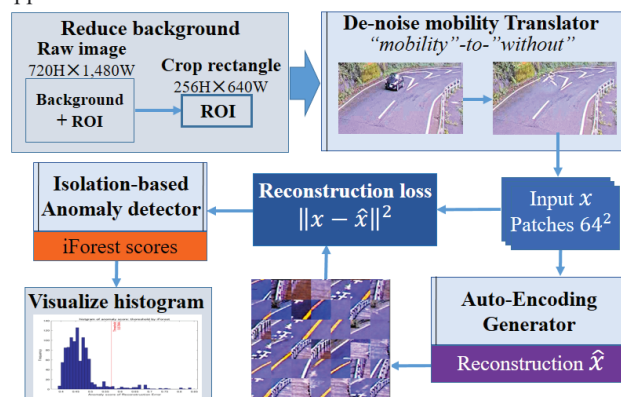 Reduce background
Raw image
720H×1,480W
Crop rectangle
256H×640W
Background
+ ROI
ROI
De-noise mobility Translator
“mobility”-to-”without”
Isolation-based
Anomaly detector
iForest scores
Reconstruction loss
‖x − x̂‖²
Input x
Patches 64²
Visualize histogram
Auto-Encoding
Generator
Reconstruction x̂